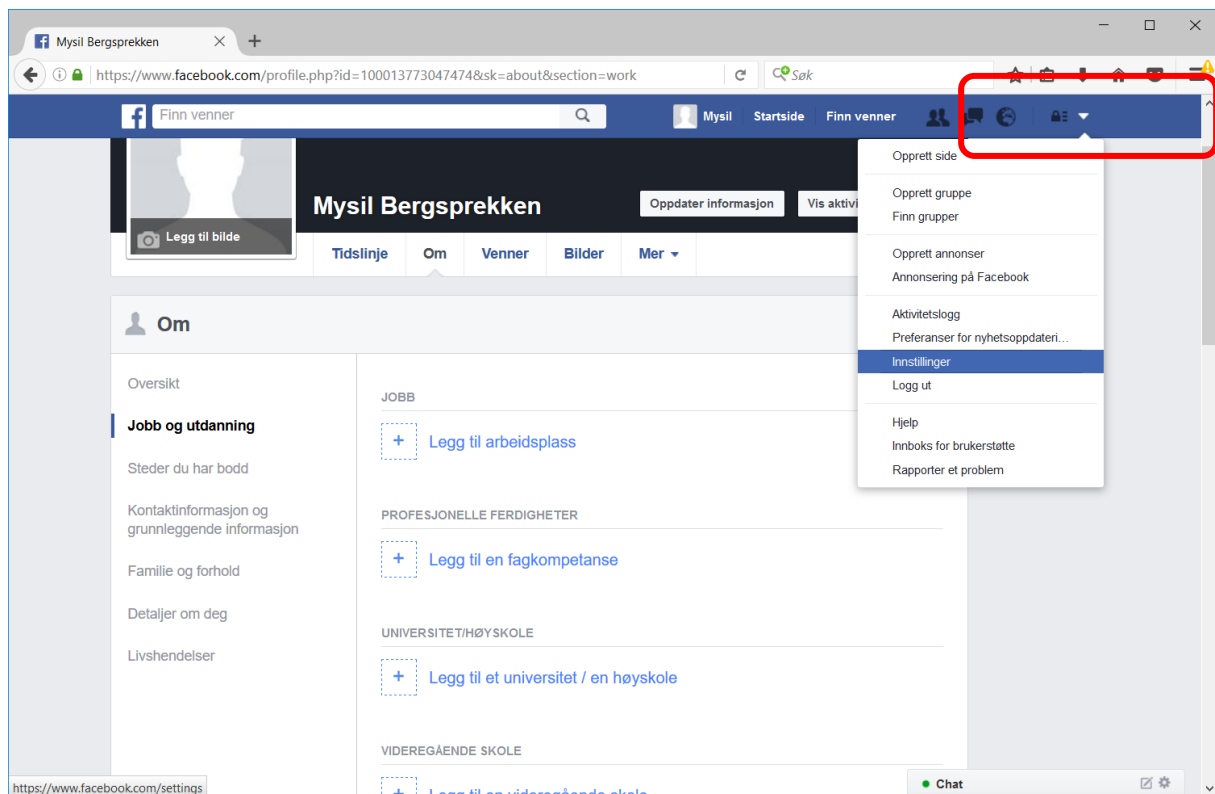 Mysil Bergsprekken
https://www.facebook.com/profile.php?id=100013773047474&sk=about&section=work
Søk
Finn venner
Mysil Startside Finn venner
Opprett side
Opprett gruppe
Finn grupper
Opprett annonser
Annonsering på Facebook
Aktivitetslogg
Preferanser for nyhetsoppdateri…
Innstillinger
Logg ut
Hjelp
Innboks for brukerstøtte
Rapporter et problem
Legg til bilde
Mysil Bergsprekken
Oppdater informasjon Vis aktivi
Tidslinje Om Venner Bilder Mer
Om
Oversikt
Jobb og utdanning
Steder du har bodd
Kontaktinformasjon og
grunnleggende informasjon
Familie og forhold
Detaljer om deg
Livshendelser
JOBB
+ Legg til arbeidsplass
PROFESJONELLE FERDIGHETER
+ Legg til en fagkompetanse
UNIVERSITET/HØYSKOLE
+ Legg til et universitet / en høyskole
VIDEREGÅENDE SKOLE
+ Legg til en videregående skole
Chat
https://www.facebook.com/settings